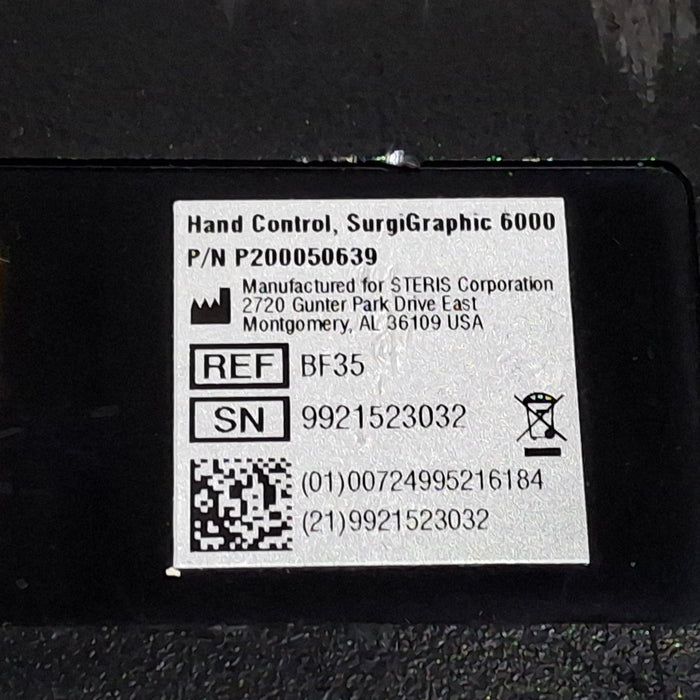 Hand Control, SurgiGraphic 6000
P/N P200050639
Manufactured for STERIS Corporation
2720 Gunter Park Drive East
Montgomery, AL 36109 USA
REF BF35
SN 9921523032
(01)00724995216184
(21)9921523032